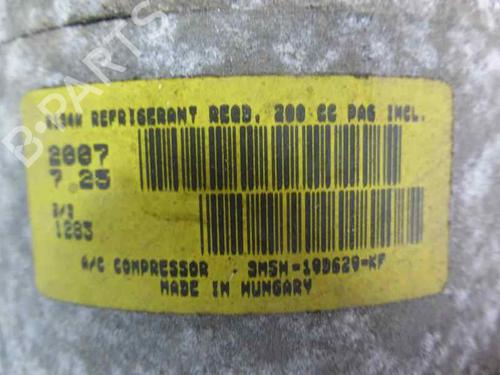 B-PARTS
R134A REFRIGERANT REQD, 200 CC PAG INCL.
2007
7.25
S/N
1283
A/C COMPRESSOR 3M5H-19D629-KF
MADE IN HUNGARY